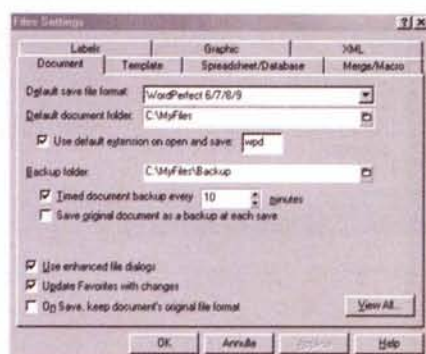 Files Settings
Labels Graphic XML
Document Template Spreadsheet/Database Merge/Macro
Default save file format: WordPerfect 6/7/8/9
Default document folder: C:\MyFiles
Use default extension on open and save: wpd
Backup folder: C:\MyFiles\Backup
Timed document backup every 10 minutes
Save original document as a backup at each save
Use enhanced file dialogs
Update Favorites with changes
On Save, keep document's original file format
View All...
OK Annulla Help